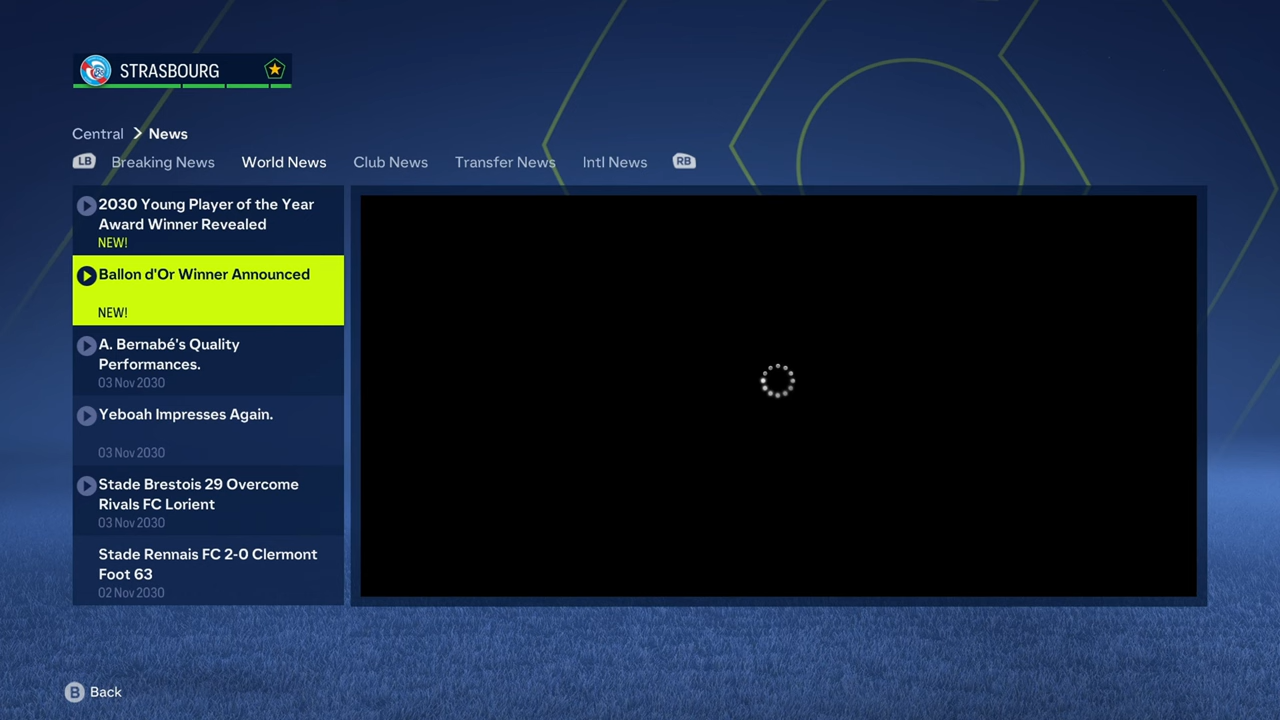 STRASBOURG
Central > News
LB Breaking News World News Club News Transfer News Intl News RB
2030 Young Player of the Year
Award Winner Revealed
NEW!
Ballon d'Or Winner Announced
NEW!
A. Bernabé's Quality
Performances.
03 Nov 2030
Yeboah Impresses Again.
03 Nov 2030
Stade Brestois 29 Overcome
Rivals FC Lorient
03 Nov 2030
Stade Rennais FC 2-0 Clermont
Foot 63
02 Nov 2030
B Back